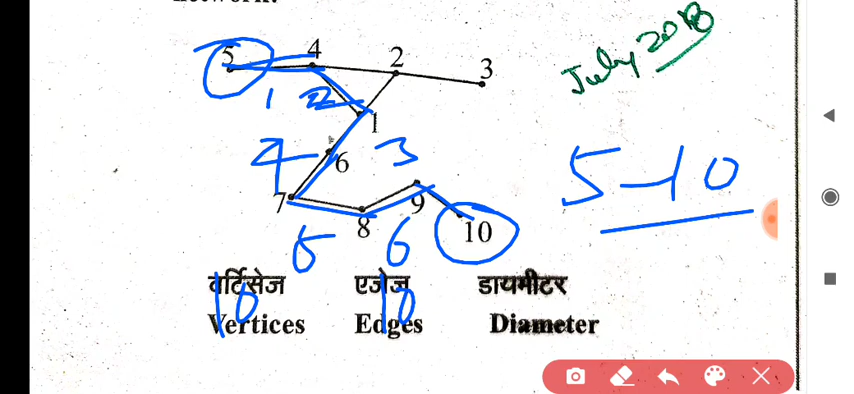 network.
July 2018
5 4 2 3
1 2 1
4 6 3 5-10
7 8 9 10
5 6
वर्टिसेज एजेज डायमीटर
10 10
Vertices Edges Diameter